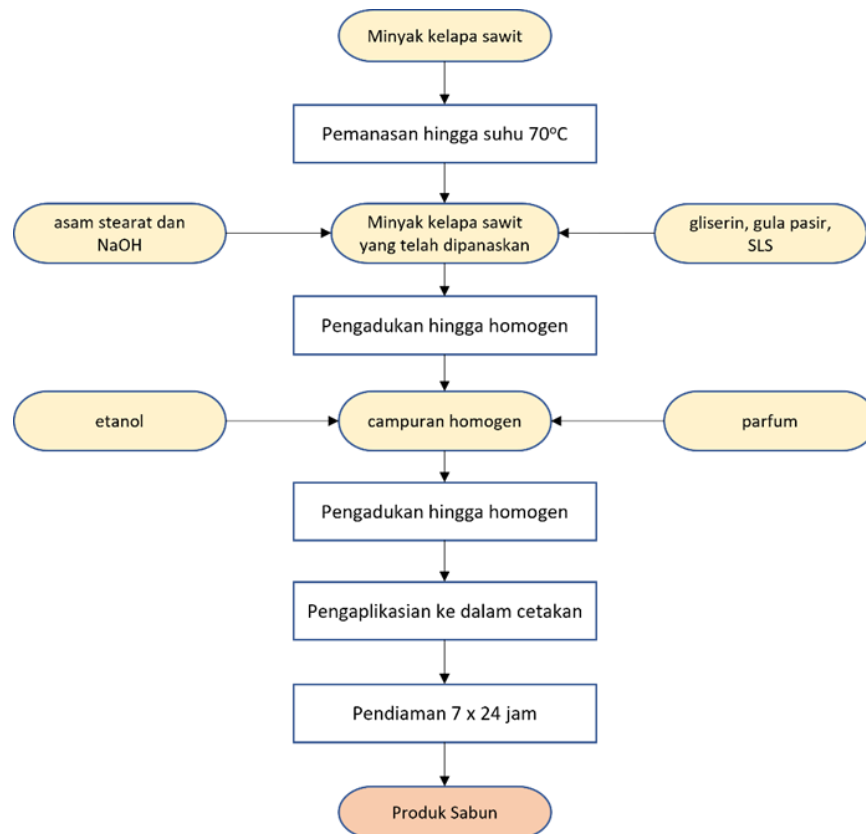 Minyak kelapa sawit
Pemanasan hingga suhu 70°C
asam stearat dan
NaOH
Minyak kelapa sawit
yang telah dipanaskan
gliserin, gula pasir,
SLS
Pengadukan hingga homogen
etanol
campuran homogen
parfum
Pengadukan hingga homogen
Pengaplikasian ke dalam cetakan
Pendiaman 7 x 24 jam
Produk Sabun